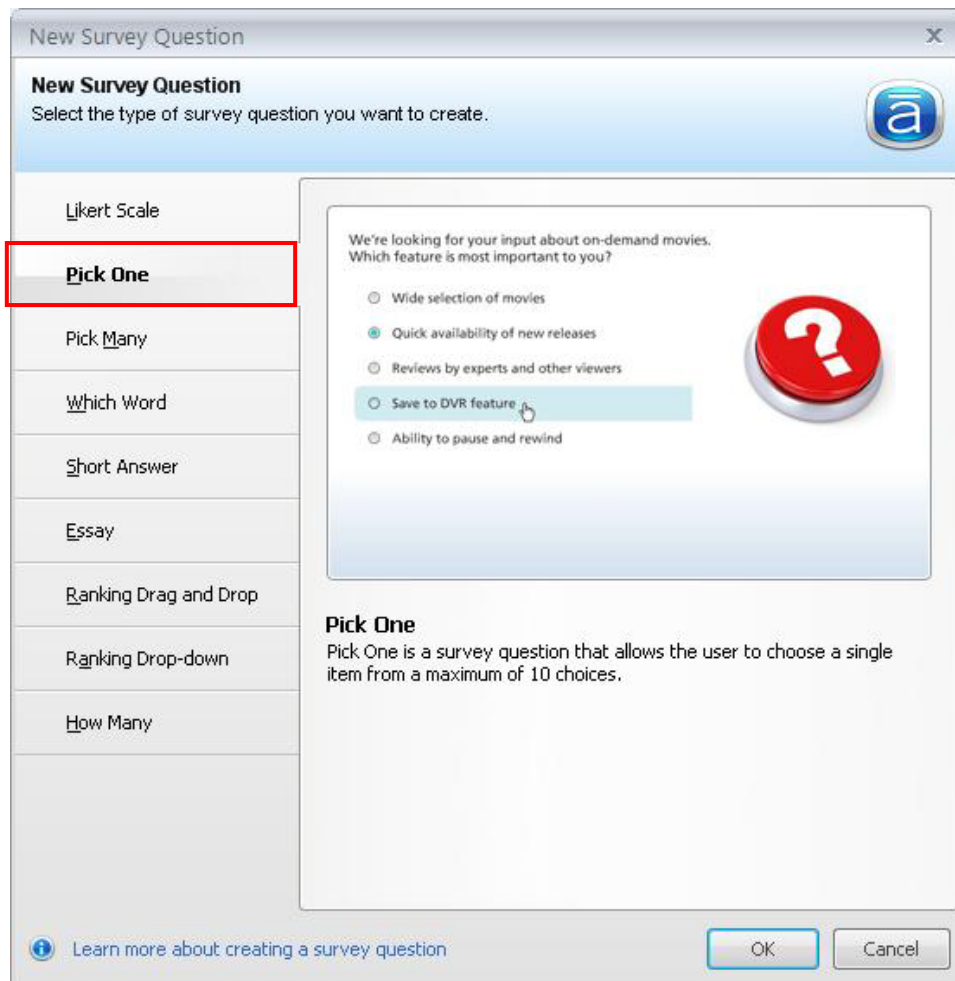 New Survey Question
X
New Survey Question
Select the type of survey question you want to create.
ā
Likert Scale
Pick One
Pick Many
Which Word
Short Answer
Essay
Ranking Drag and Drop
Ranking Drop-down
How Many
We're looking for your input about on-demand movies.
Which feature is most important to you?
Wide selection of movies
Quick availability of new releases
Reviews by experts and other viewers
Save to DVR feature
Ability to pause and rewind
?
Pick One
Pick One is a survey question that allows the user to choose a single
item from a maximum of 10 choices.
Learn more about creating a survey question
OK
Cancel